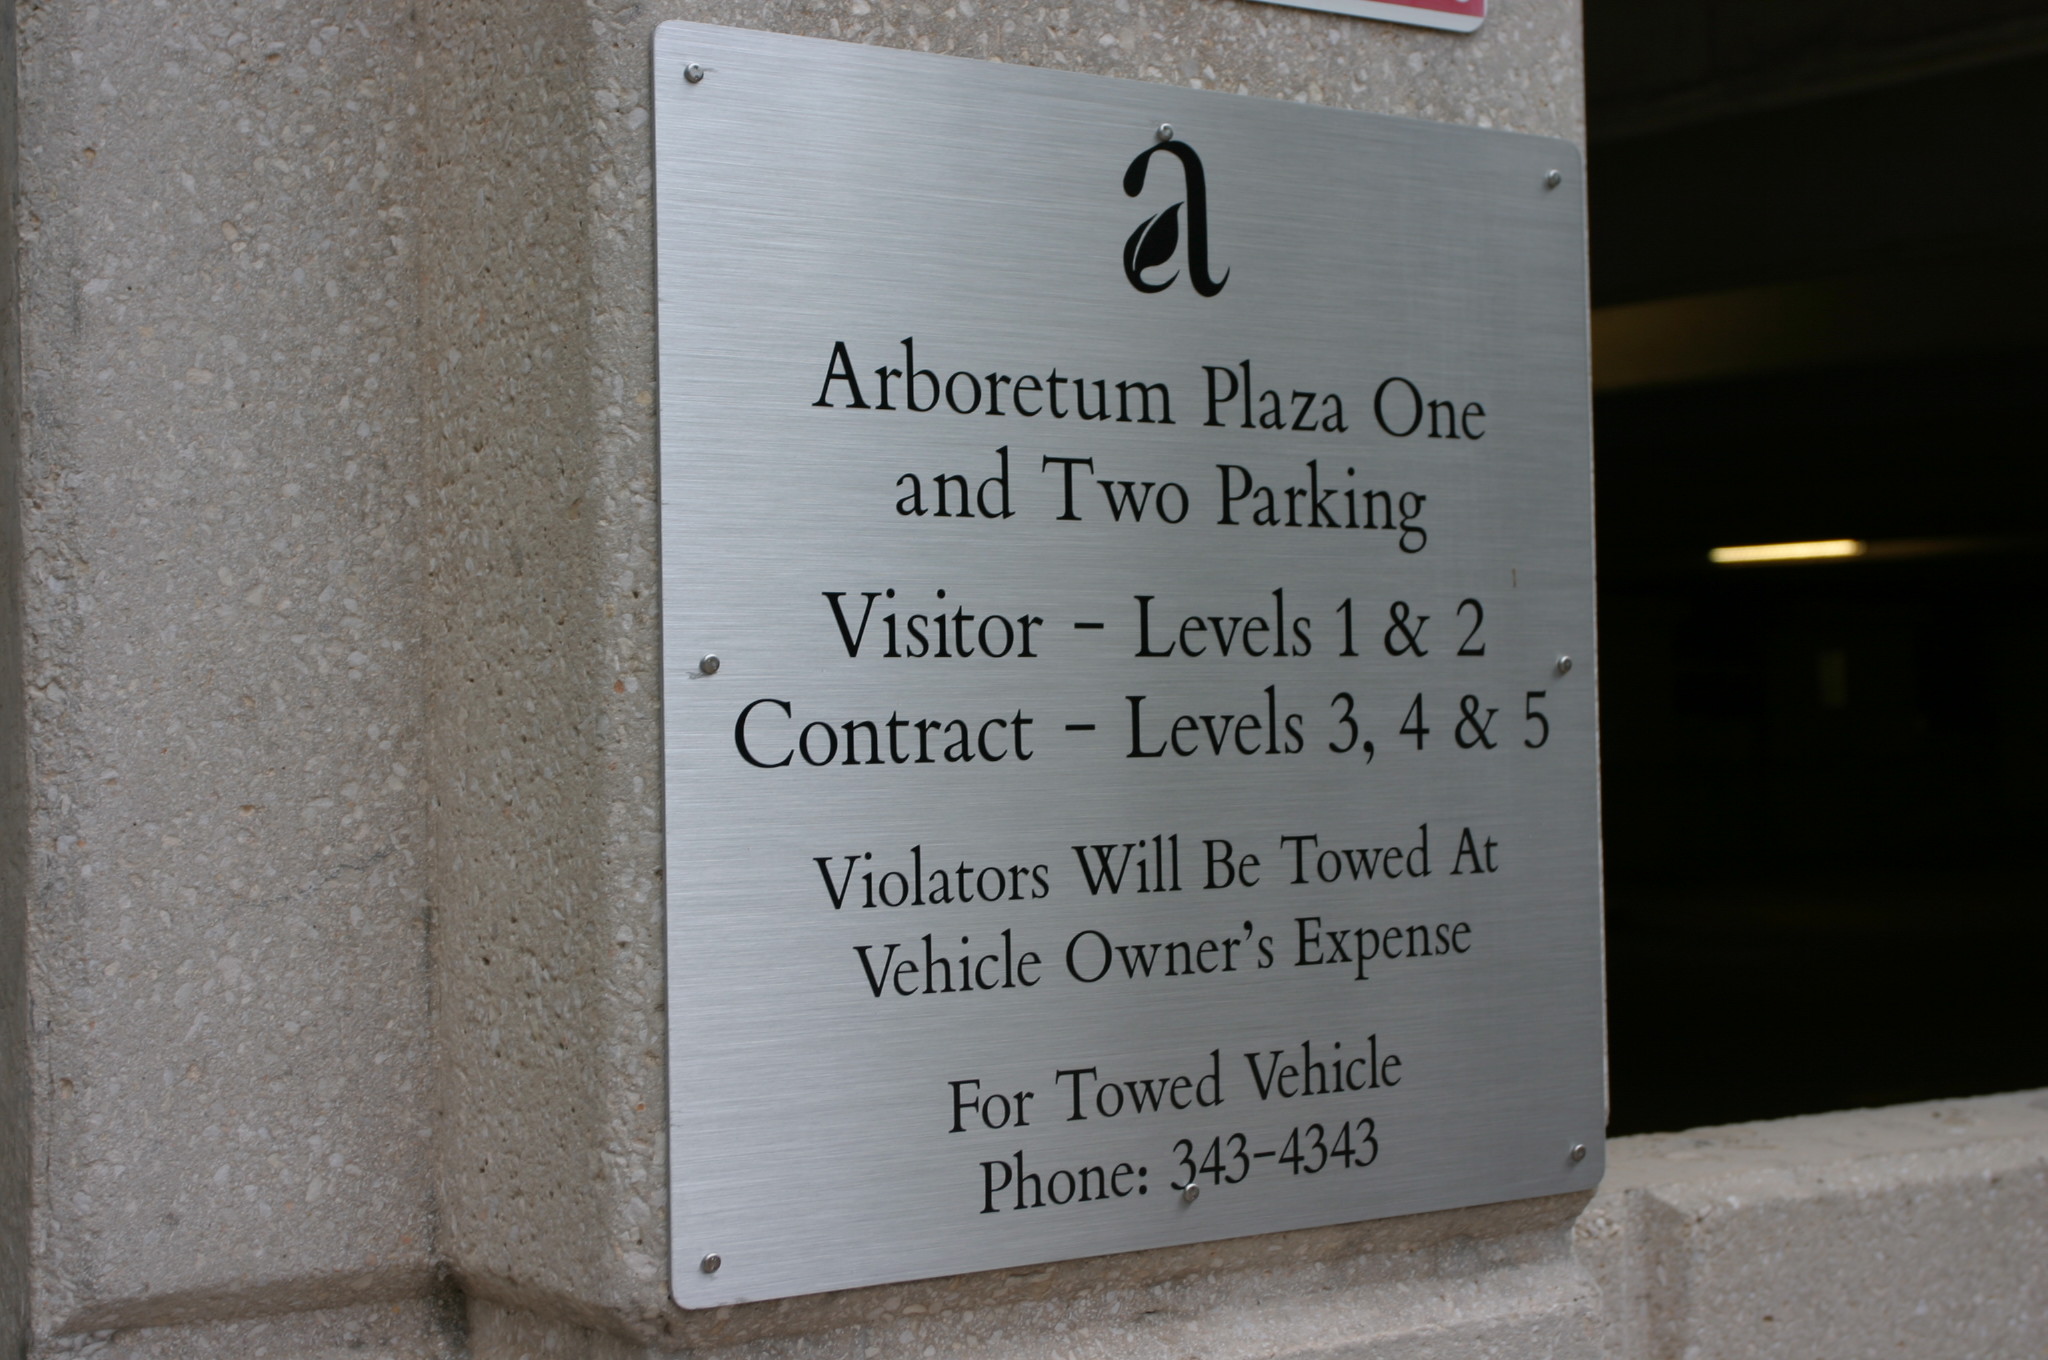 a
Arboretum Plaza One
and Two Parking
Visitor - Levels 1 & 2
Contract - Levels 3, 4 & 5
Violators Will Be Towed At
Vehicle Owner's Expense
For Towed Vehicle
Phone: 343-4343